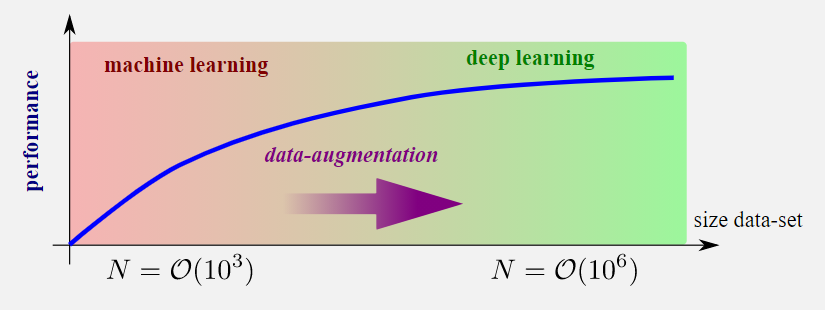 machine learning
deep learning
performance
data-augmentation
size data-set
N = 𝒪(10³)
N = 𝒪(10⁶)